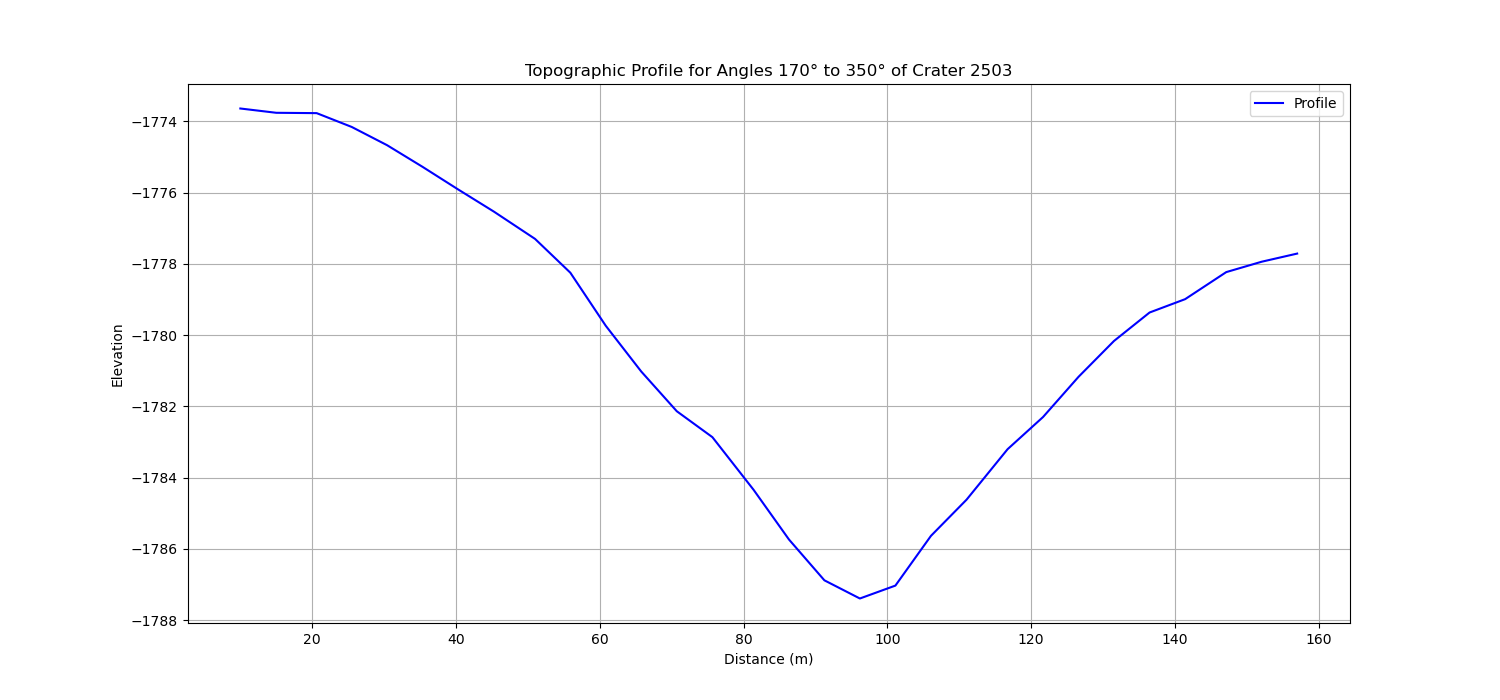 Topographic Profile for Angles 170° to 350° of Crater 2503
Profile
−1774
−1776
−1778
−1780
−1782
−1784
−1786
−1788
Elevation
20 40 60 80 100 120 140 160
Distance (m)